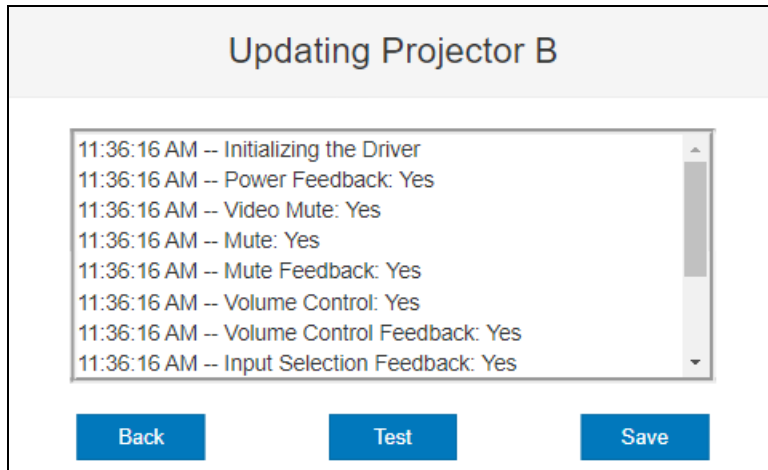 Updating Projector B
11:36:16 AM -- Initializing the Driver
11:36:16 AM -- Power Feedback: Yes
11:36:16 AM -- Video Mute: Yes
11:36:16 AM -- Mute: Yes
11:36:16 AM -- Mute Feedback: Yes
11:36:16 AM -- Volume Control: Yes
11:36:16 AM -- Volume Control Feedback: Yes
11:36:16 AM -- Input Selection Feedback: Yes
Back Test Save